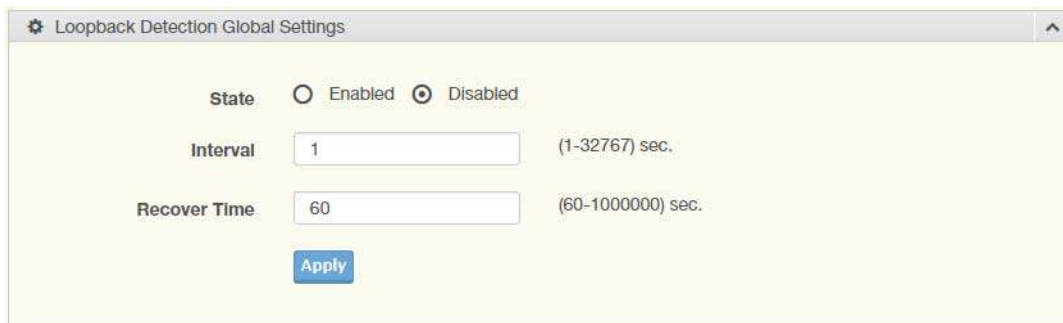 Loopback Detection Global Settings
State Enabled Disabled
Interval 1 (1-32767) sec.
Recover Time 60 (60-1000000) sec.
Apply